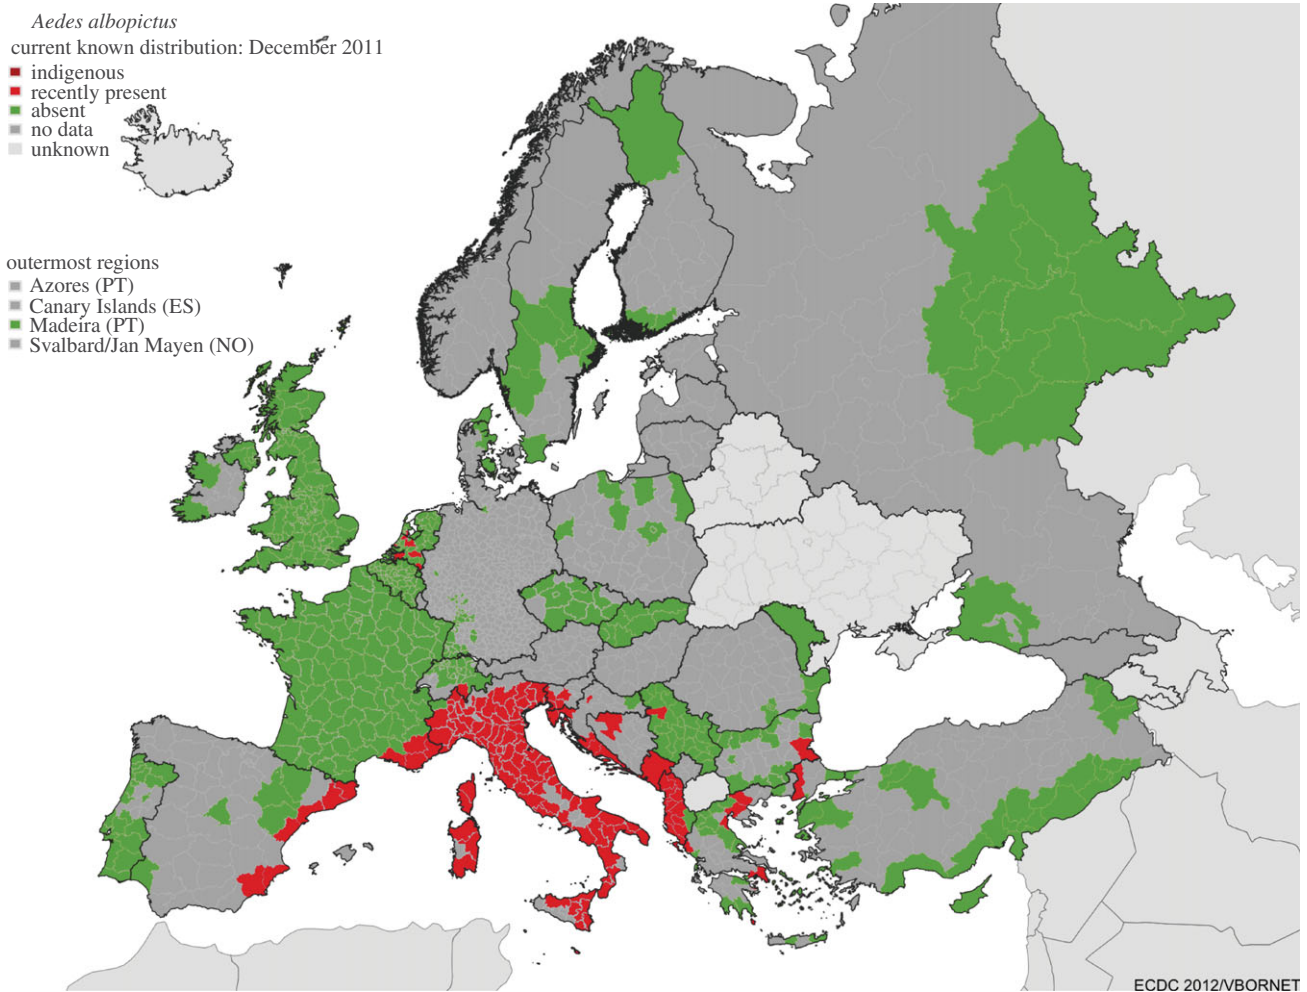 Aedes albopictus
current known distribution: December 2011
indigenous
recently present
absent
no data
unknown
outermost regions
Azores (PT)
Canary Islands (ES)
Madeira (PT)
Svalbard/Jan Mayen (NO)
ECDC 2012/VBORNET